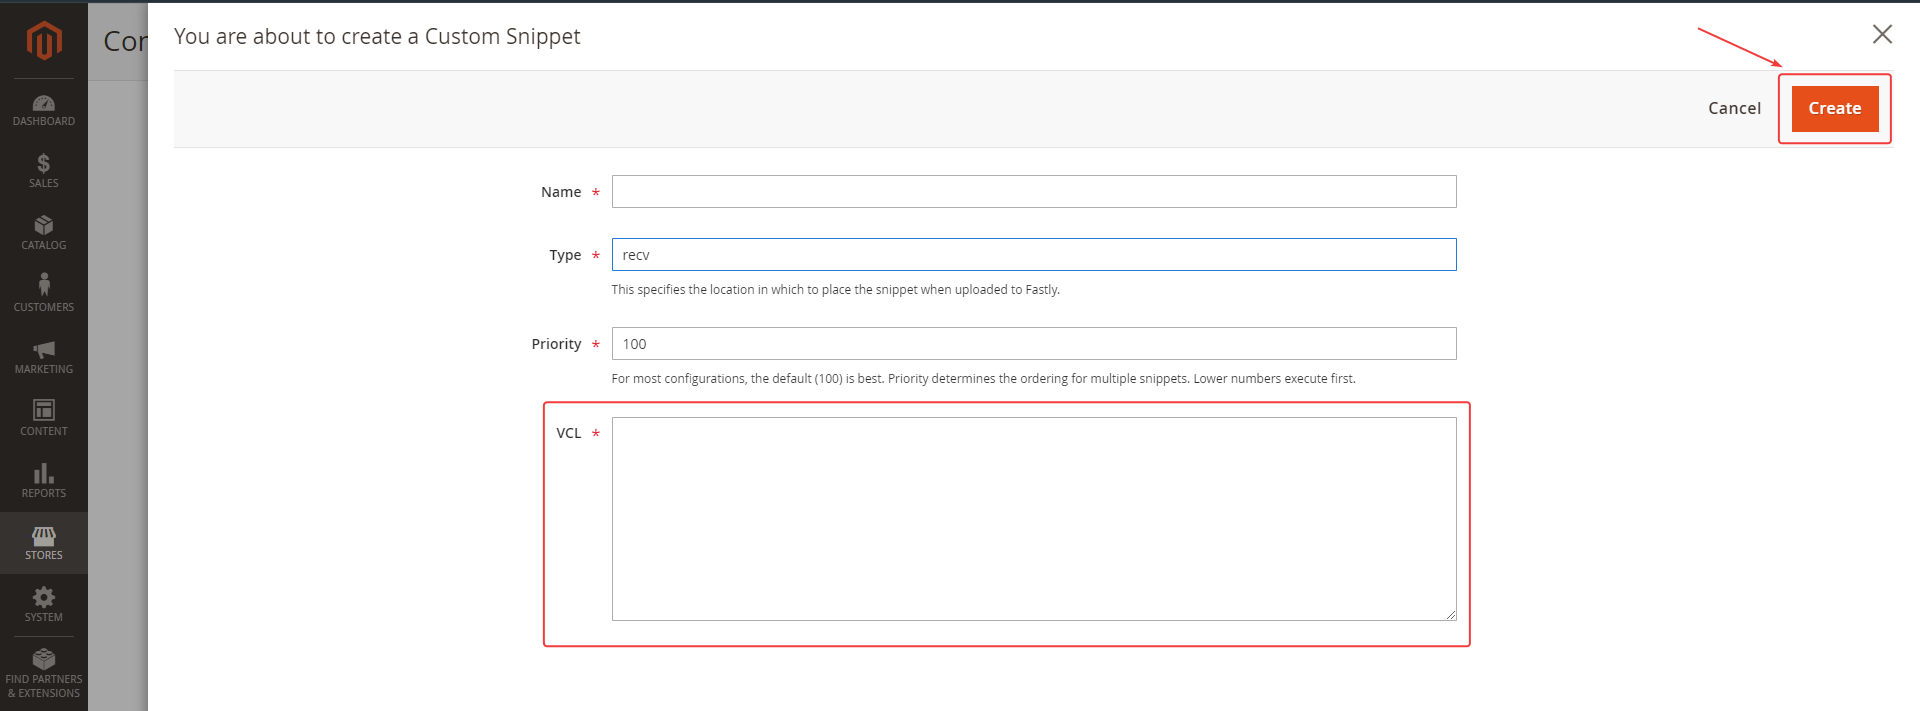 DASHBOARD
SALES
CATALOG
CUSTOMERS
MARKETING
CONTENT
REPORTS
STORES
SYSTEM
FIND PARTNERS
& EXTENSIONS
Cor
You are about to create a Custom Snippet
Cancel
Create
Name *
Type *
recv
This specifies the location in which to place the snippet when uploaded to Fastly.
Priority *
100
For most configurations, the default (100) is best. Priority determines the ordering for multiple snippets. Lower numbers execute first.
VCL *